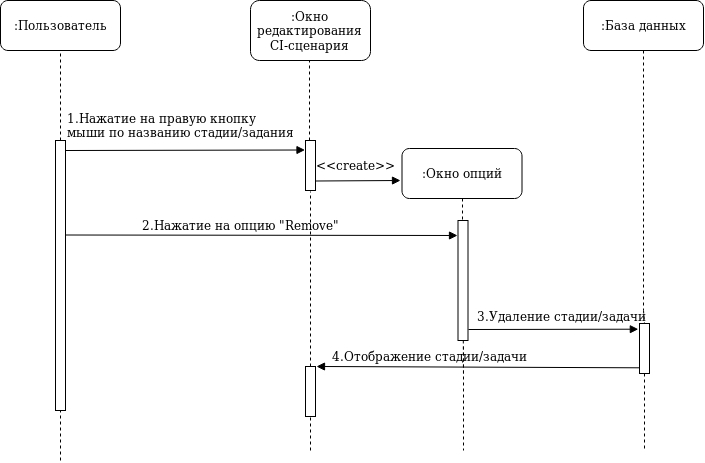 :Пользователь
:Окно
редактирования
CI-сценария
:База данных
1.Нажатие на правую кнопку
мыши по названию стадии/задания
<<create>>
:Окно опций
2.Нажатие на опцию "Remove"
3.Удаление стадии/задачи
4.Отображение стадии/задачи